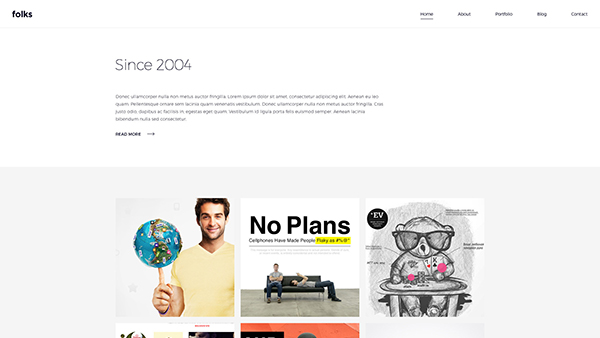 folks
Home
About
Portfolio
Blog
Contact
Since 2004
Donec ullamcorper nulla non metus auctor fringilla. Lorem ipsum dolor sit amet, consectetur adipiscing elit. Aenean eu leo
quam. Pellentesque ornare sem lacinia quam venenatis vestibulum. Donec ullamcorper nulla non metus auctor fringilla. Cras
justo odio, dapibus ac facilisis in, egestas eget quam. Vestibulum id ligula porta felis euismod semper. Aenean lacinia
bibendum nulla sed consectetur.
READ MORE
No Plans
Cellphones Have Made People Flaky as #%@*
EV